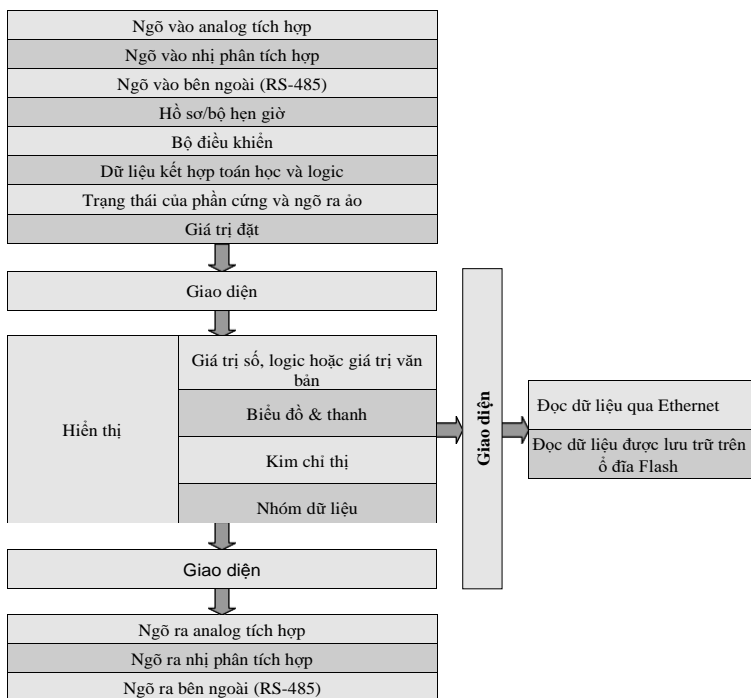 Ngõ vào analog tích hợp
Ngõ vào nhị phân tích hợp
Ngõ vào bên ngoài (RS-485)
Hồ sơ/bộ hẹn giờ
Bộ điều khiển
Dữ liệu kết hợp toán học và logic
Trạng thái của phần cứng và ngõ ra ảo
Giá trị đặt
Giao diện
Hiển thị
Giá trị số, logic hoặc giá trị văn
bản
Biểu đồ & thanh
Kim chỉ thị
Nhóm dữ liệu
Giao diện
Đọc dữ liệu qua Ethernet
Đọc dữ liệu được lưu trữ trên
ổ đĩa Flash
Giao diện
Ngõ ra analog tích hợp
Ngõ ra nhị phân tích hợp
Ngõ ra bên ngoài (RS-485)